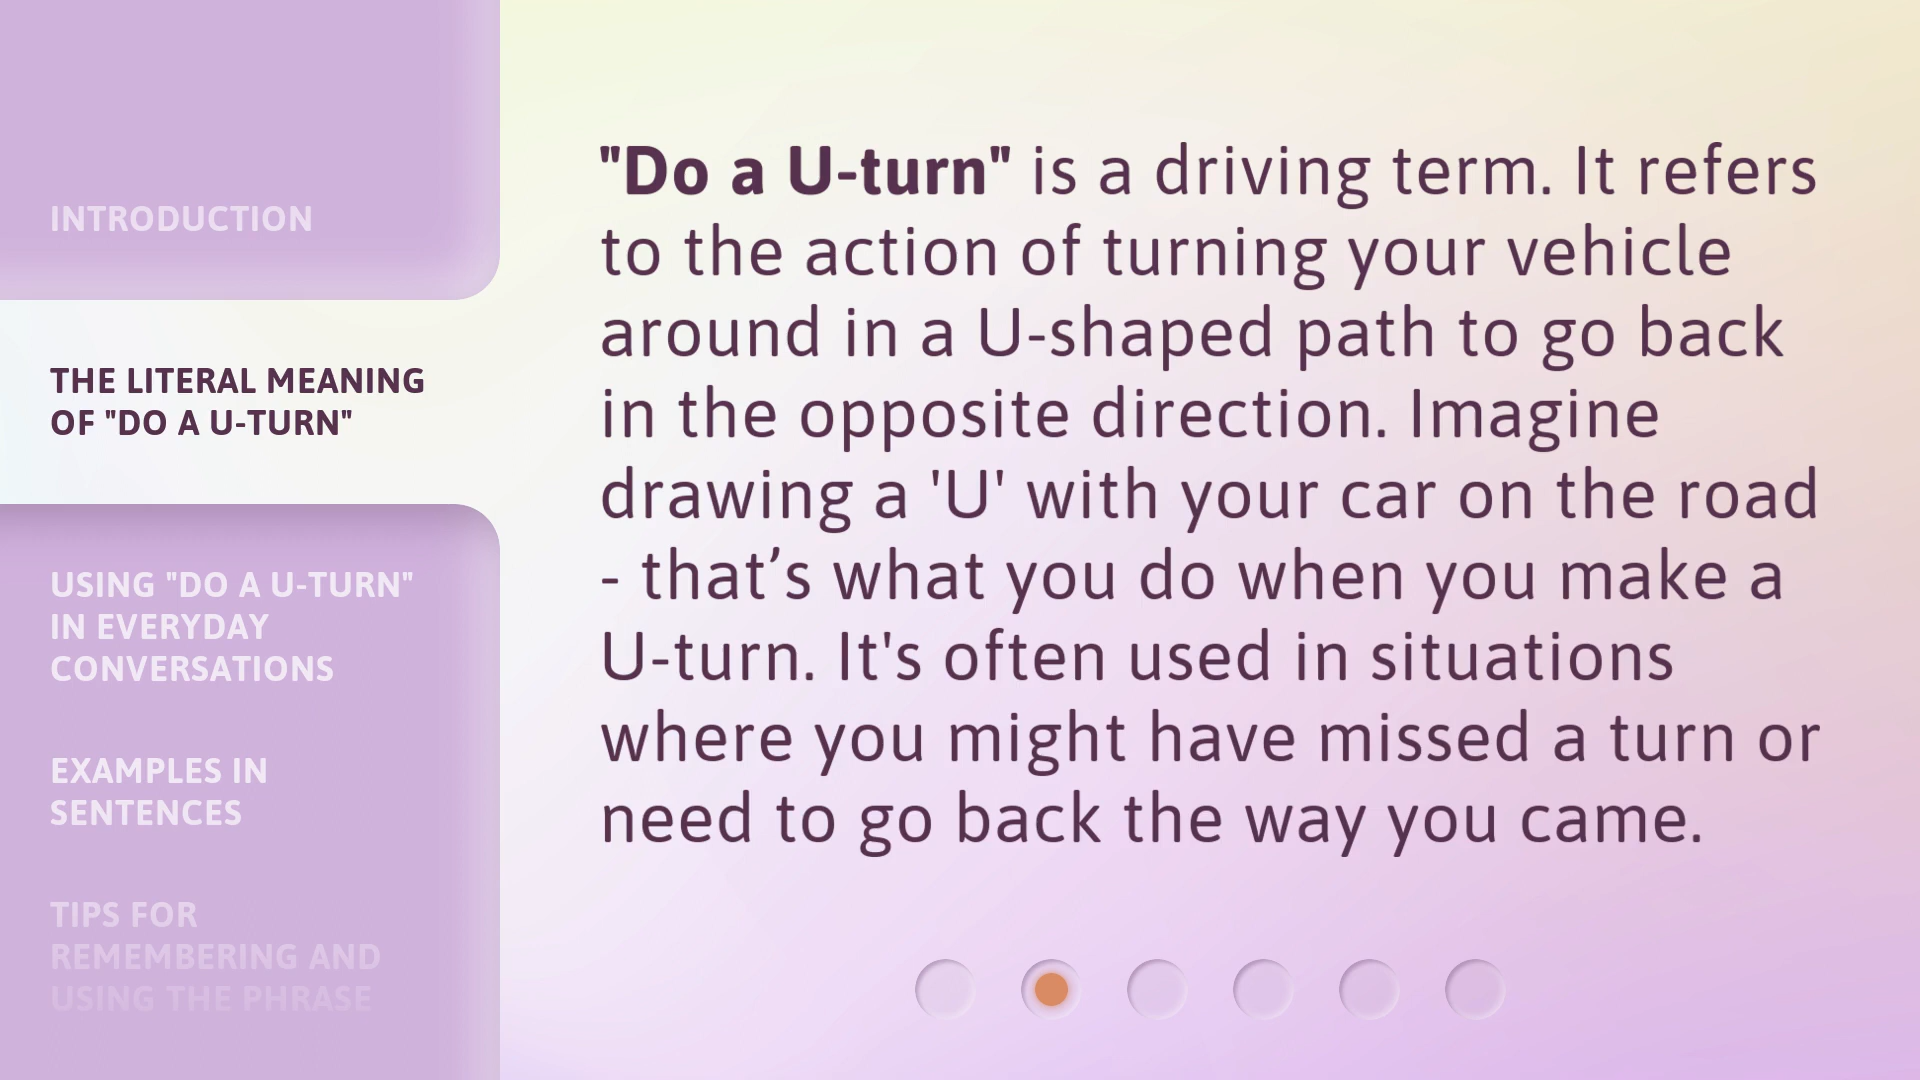 INTRODUCTION
THE LITERAL MEANING
OF "DO A U-TURN"
USING "DO A U-TURN"
IN EVERYDAY
CONVERSATIONS
EXAMPLES IN
SENTENCES
TIPS FOR
REMEMBERING AND
USING THE PHRASE
"Do a U-turn" is a driving term. It refers
to the action of turning your vehicle
around in a U-shaped path to go back
in the opposite direction. Imagine
drawing a 'U' with your car on the road
- that’s what you do when you make a
U-turn. It's often used in situations
where you might have missed a turn or
need to go back the way you came.